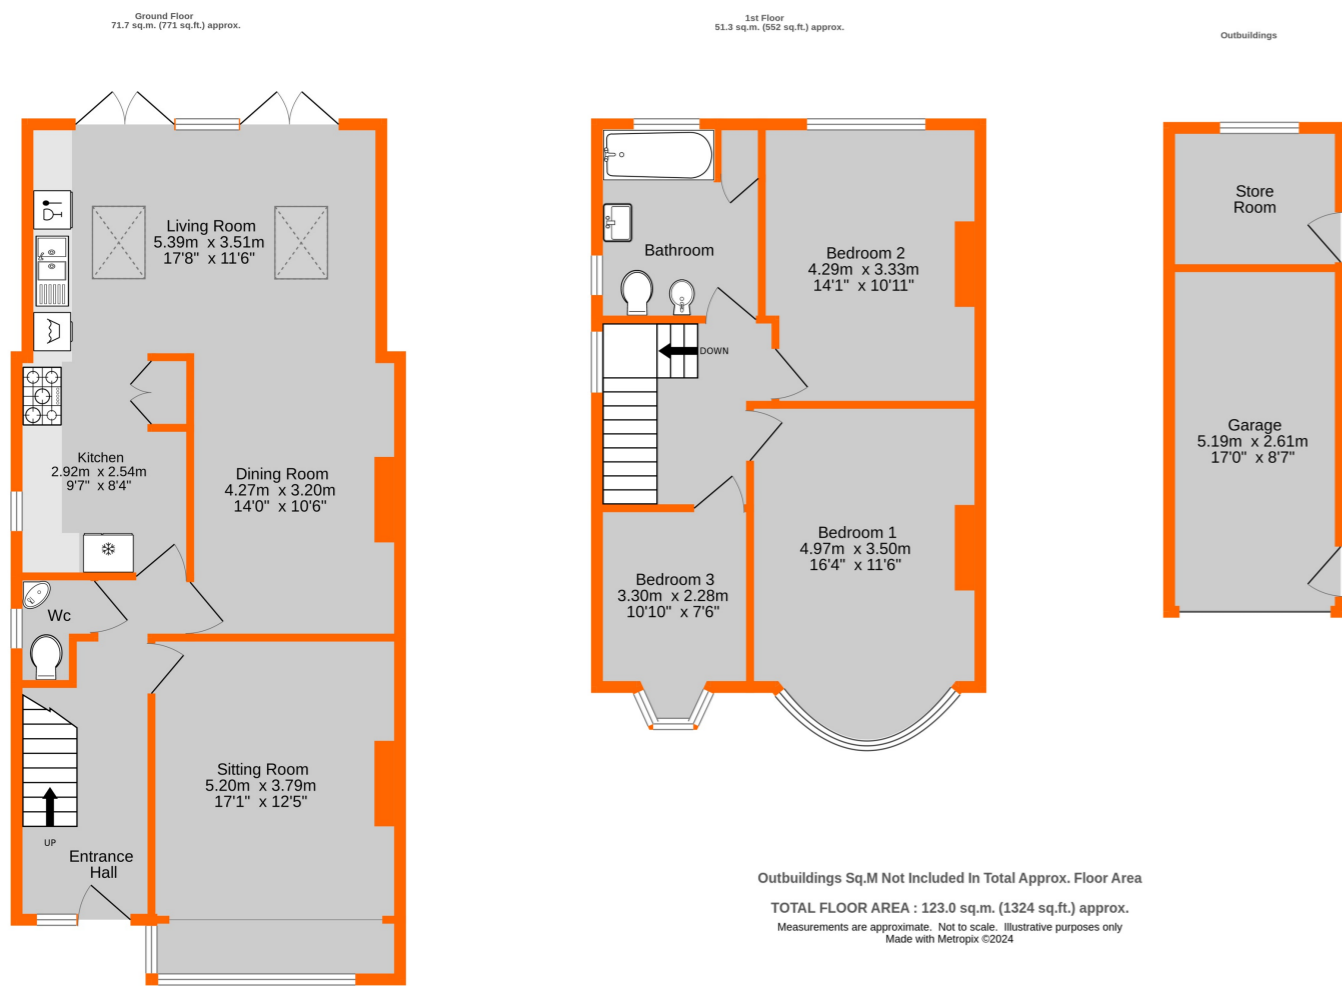 Ground Floor
71.7 sq.m. (771 sq.ft.) approx.
1st Floor
51.3 sq.m. (552 sq.ft.) approx.
Outbuildings
Living Room
5.39m x 3.51m
17'8" x 11'6"
Kitchen
2.92m x 2.54m
9'7" x 8'4"
Dining Room
4.27m x 3.20m
14'0" x 10'6"
Wc
Sitting Room
5.20m x 3.79m
17'1" x 12'5"
UP
Entrance
Hall
Bathroom
Bedroom 2
4.29m x 3.33m
14'1" x 10'11"
DOWN
Bedroom 1
4.97m x 3.50m
16'4" x 11'6"
Bedroom 3
3.30m x 2.28m
10'10" x 7'6"
Store
Room
Garage
5.19m x 2.61m
17'0" x 8'7"
Outbuildings Sq.M Not Included In Total Approx. Floor Area
TOTAL FLOOR AREA : 123.0 sq.m. (1324 sq.ft.) approx.
Measurements are approximate. Not to scale. Illustrative purposes only
Made with Metropix ©2024